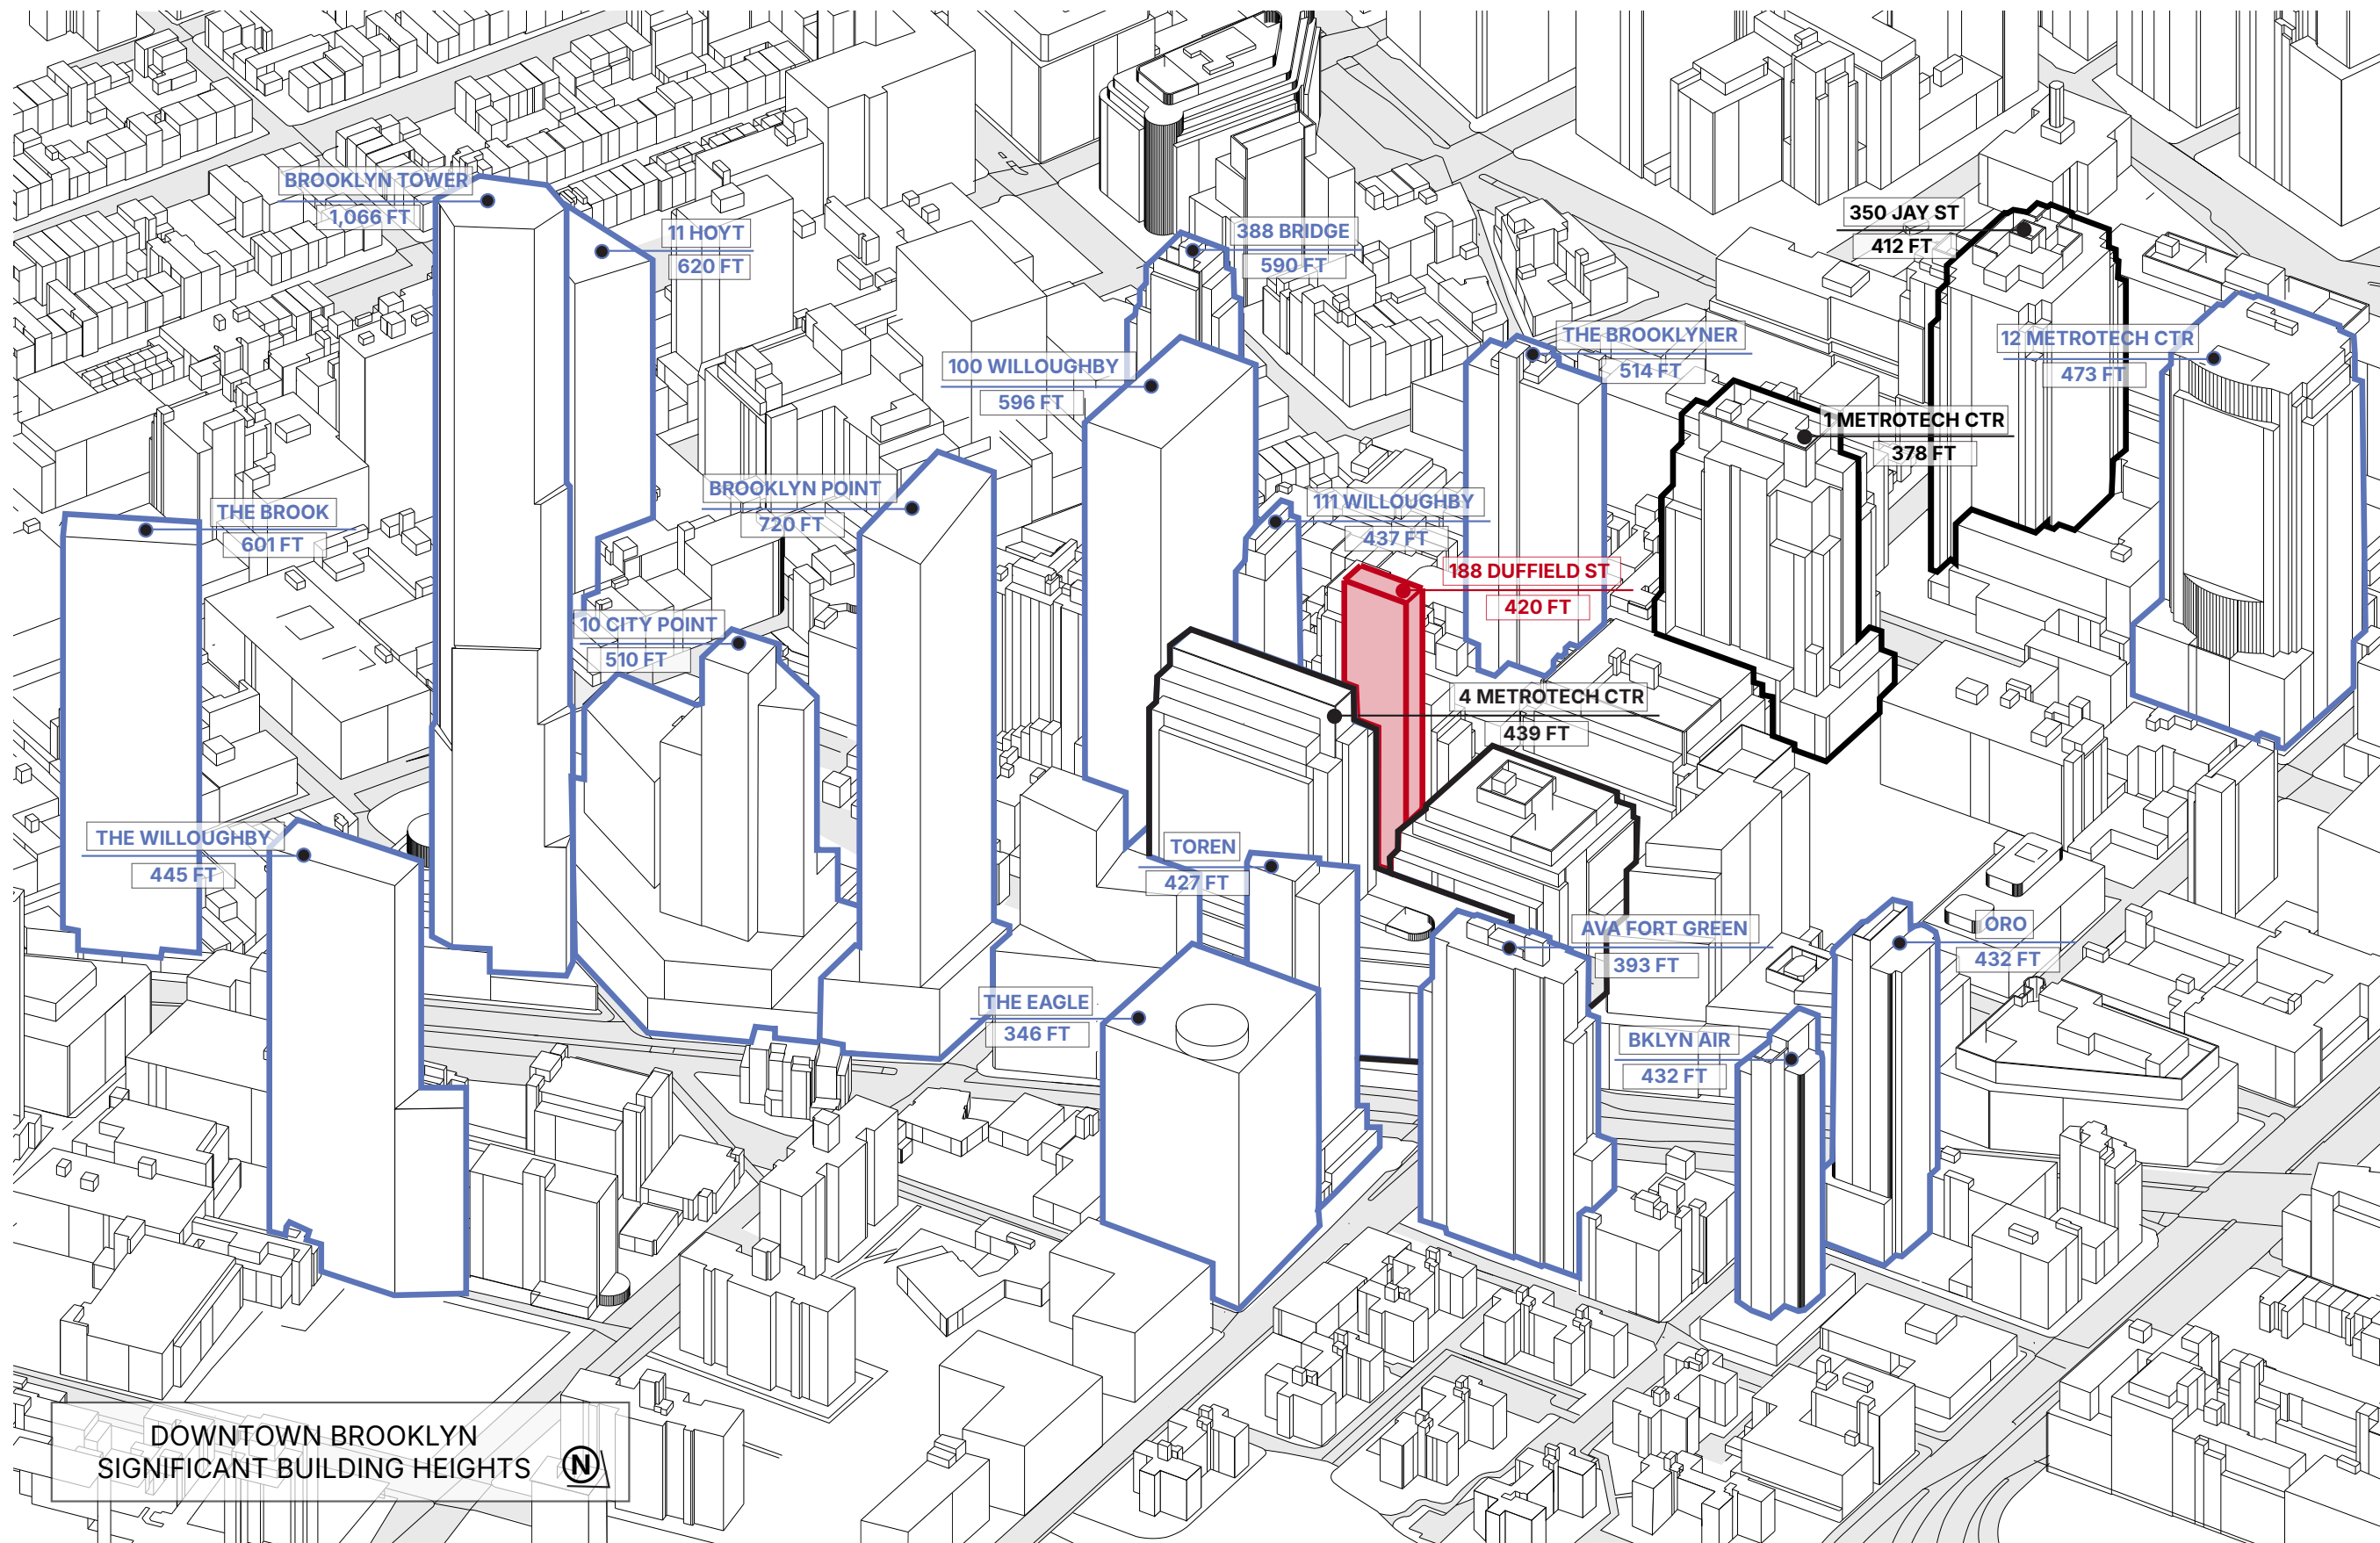 BROOKLYN TOWER
1,066 FT
11 HOYT
620 FT
388 BRIDGE
590 FT
350 JAY ST
412 FT
THE BROOKLYNER
514 FT
12 METROTECH CTR
473 FT
100 WILLOUGHBY
596 FT
1 METROTECH CTR
378 FT
BROOKLYN POINT
720 FT
111 WILLOUGHBY
437 FT
THE BROOK
601 FT
188 DUFFIELD ST
420 FT
10 CITY POINT
510 FT
4 METROTECH CTR
439 FT
THE WILLOUGHBY
445 FT
TOREN
427 FT
AVA FORT GREEN
393 FT
ORO
432 FT
THE EAGLE
346 FT
BKLYN AIR
432 FT
DOWNTOWN BROOKLYN
SIGNIFICANT BUILDING HEIGHTS
N